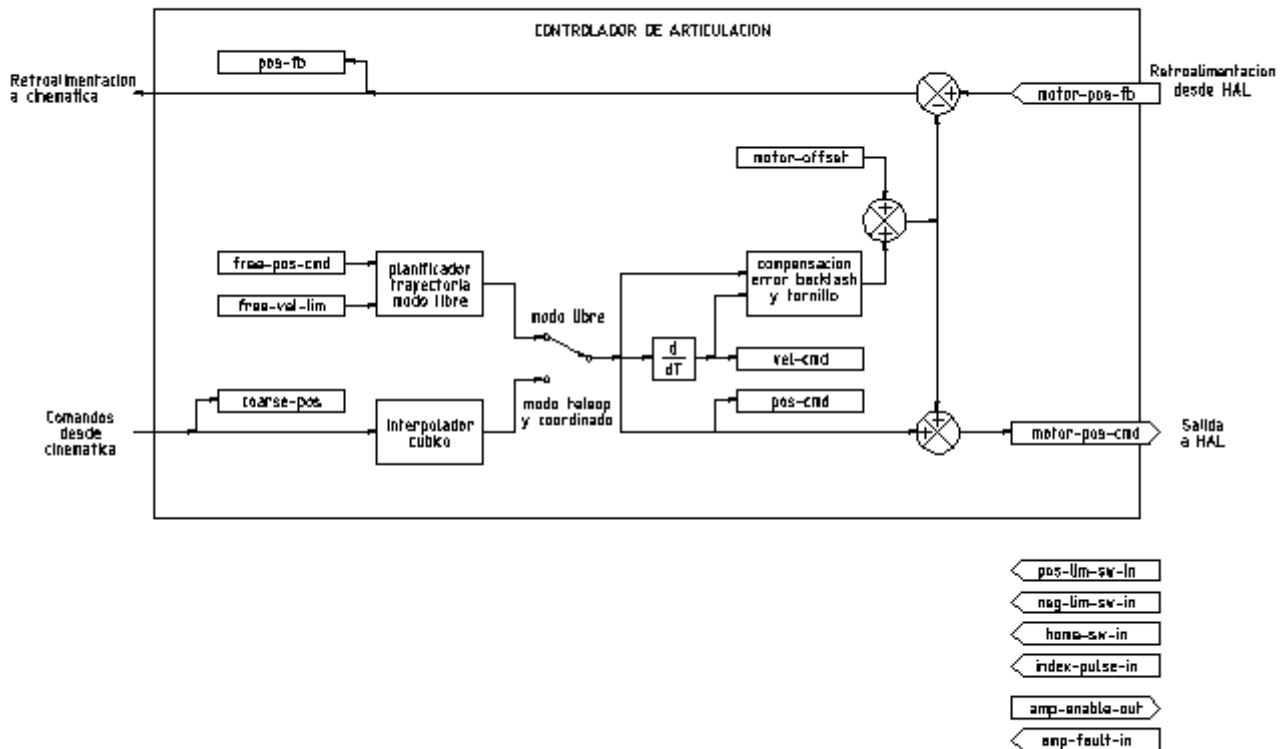 CONTROLADOR DE ARTICULACION
pos-fb
Retroalimentacion
a cinematica
Retroalimentacion
desde HAL
motor-pos-fb
motor-offset
free-pos-cmd
free-vel-lim
planificador
trayectoria
modo libre
compensacion
error backlash
y tornillo
modo libre
d
dT
vel-cmd
coarse-pos
interpolador
cubico
modo teleop
y coordinado
pos-cmd
Comandos
desde
cinematica
motor-pos-cmd
Salida
a HAL
pos-lim-sw-in
neg-lim-sw-in
home-sw-in
index-pulse-in
amp-enable-out
amp-fault-in